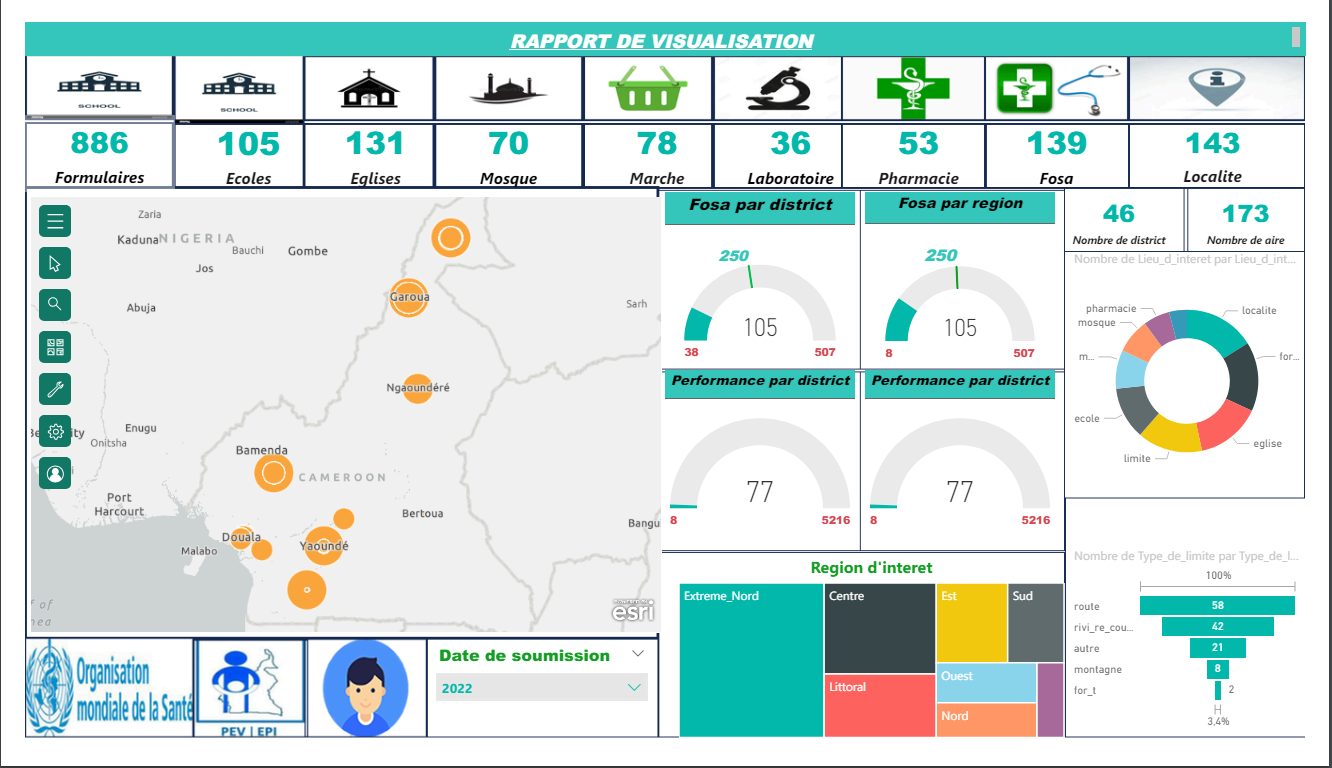 RAPPORT DE VISUALISATION
SCHOOL
SCHOOL
886
105
131
70
78
36
53
139
143
Formulaires
Ecoles
Eglises
Mosque
Marche
Laboratoire
Pharmacie
Fosa
Localite
Zaria
Kaduna
NIGERIA
Bauchi
Gombe
Jos
Abuja
Garoua
Sarh
Ngaoundéré
Enugu
Onitsha
Bamenda
CAMEROON
Port
Harcourt
Bertoua
Douala
Malabo
Yaoundé
Bangu
esri
Fosa par district
250
105
38
507
Fosa par region
250
105
8
507
Performance par district
77
8
5216
Performance par district
77
8
5216
46
Nombre de district
173
Nombre de aire
Nombre de Lieu_d_interet par Lieu_d_int...
pharmacie
localite
mosque
m...
for...
ecole
eglise
limite
Region d'interet
Extreme_Nord
Centre
Est
Sud
Littoral
Ouest
Nord
Nombre de Type_de_limite par Type_de_l...
100%
route
58
rivi_re_cou...
42
autre
21
montagne
8
for_t
2
3,4%
Organisation
mondiale de la Santé
PEV | EPI
Date de soumission
2022